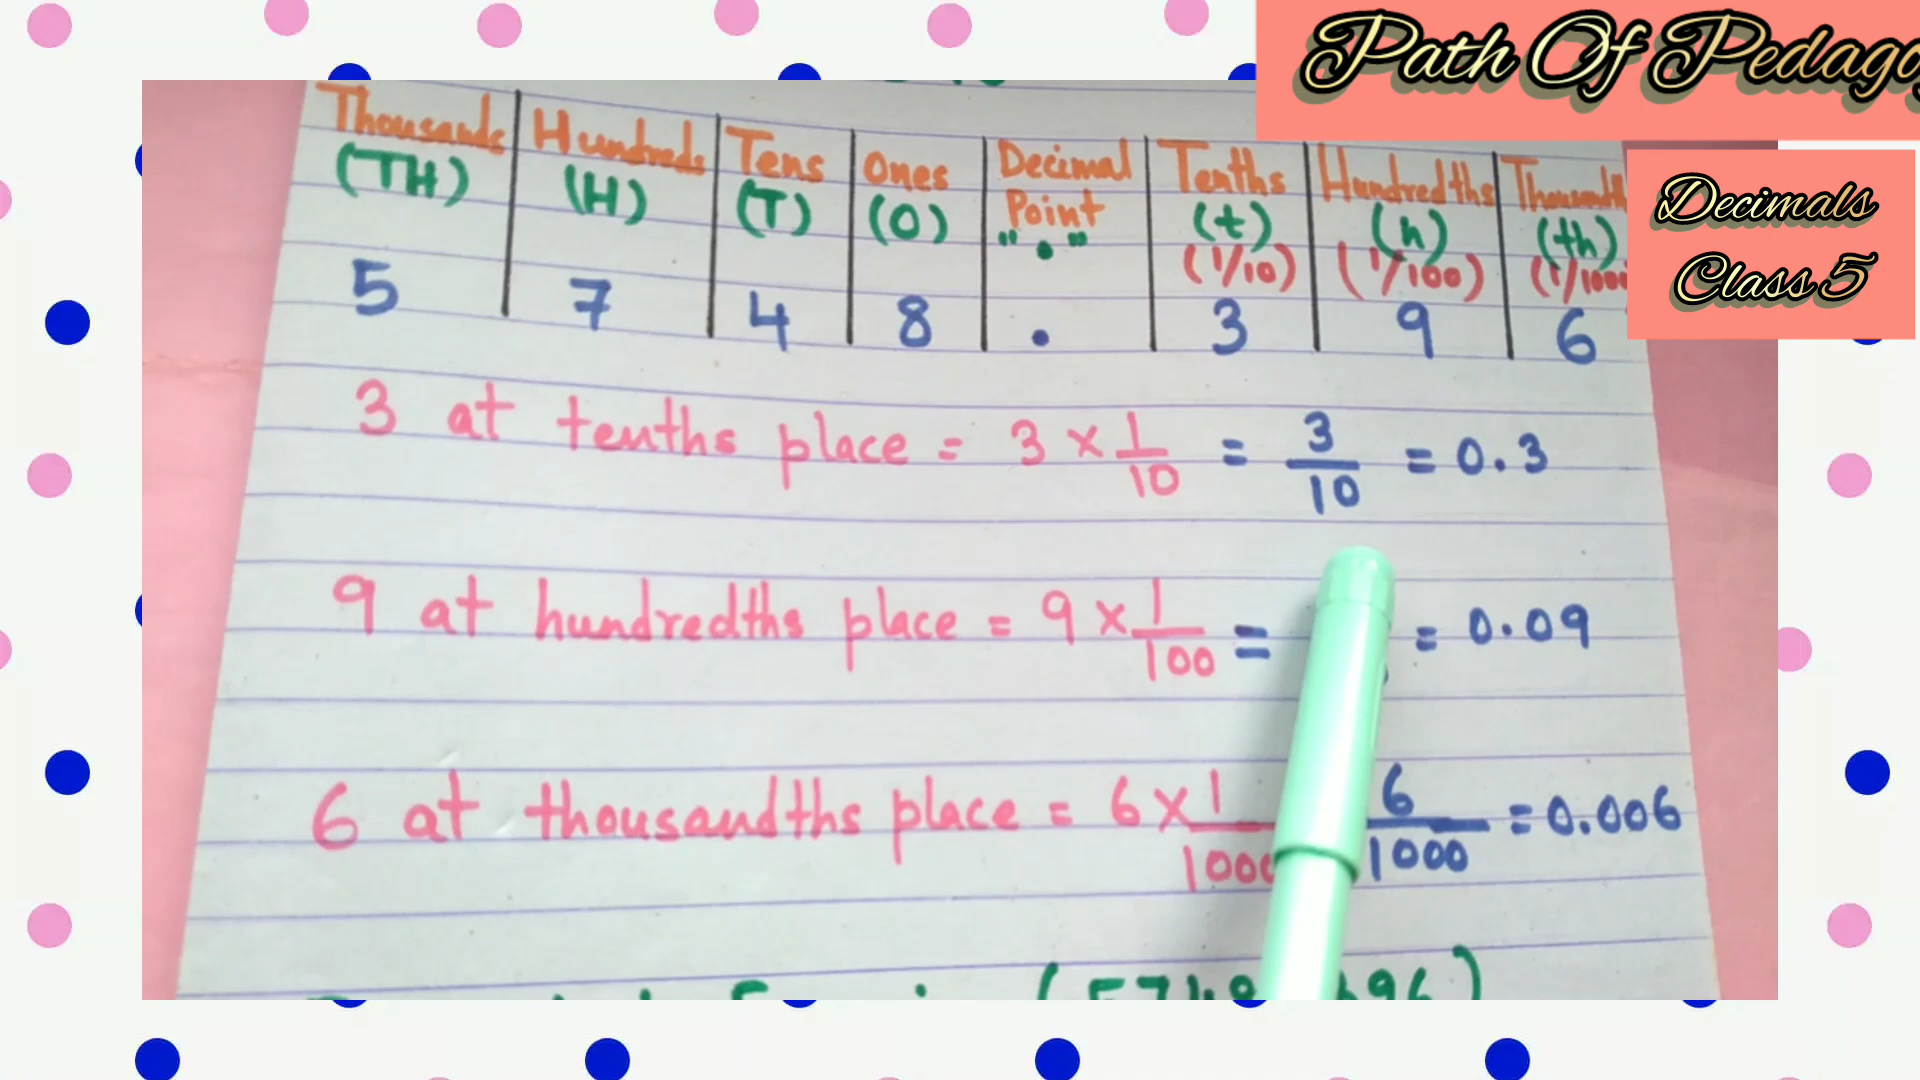 Path Of
Decimals
Class 5
Thousands Hundreds Tens Ones Decimal Point Tenths Hundredths
(TH) (H) (T) (O) "." (t) (h) (th)
(1/10) (1/100) (1/1000
5 7 4 8 . 3 9 6
3 at tenths place = 3 × 1/10 = 3/10 = 0.3
9 at hundredths place = 9 × 1/100 = = 0.09
6 at thousandths place = 6 × 1/1000 6/1000 = 0.006